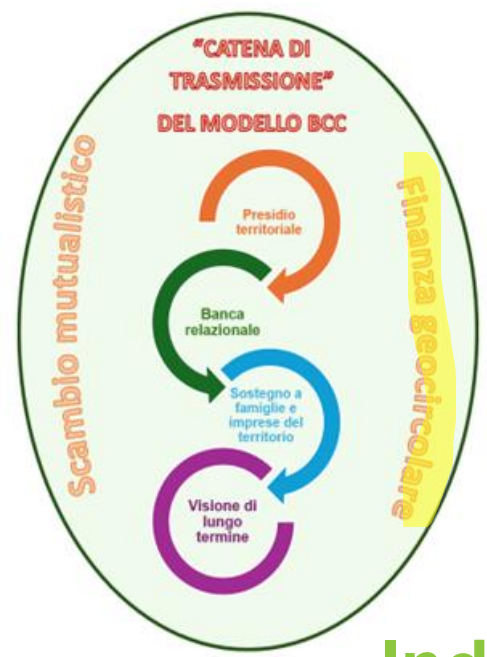 “CATENA DI
TRASMISSIONE”
DEL MODELLO BCC
Scambio mutualistico
Finanza geocircolare
Presidio
territoriale
Banca
relazionale
Sostegno a
famiglie e
imprese del
territorio
Visione di
lungo
termine